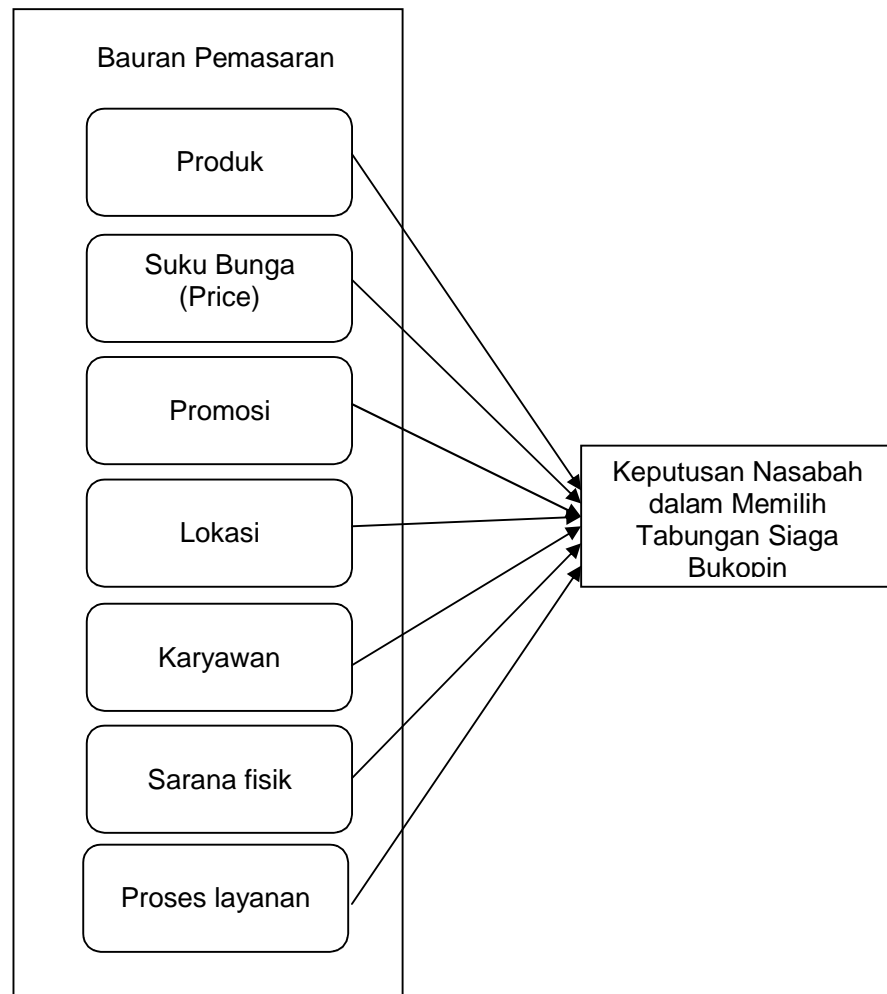 Bauran Pemasaran
Produk
Suku Bunga
(Price)
Promosi
Lokasi
Karyawan
Sarana fisik
Proses layanan
Keputusan Nasabah
dalam Memilih
Tabungan Siaga
Bukopin